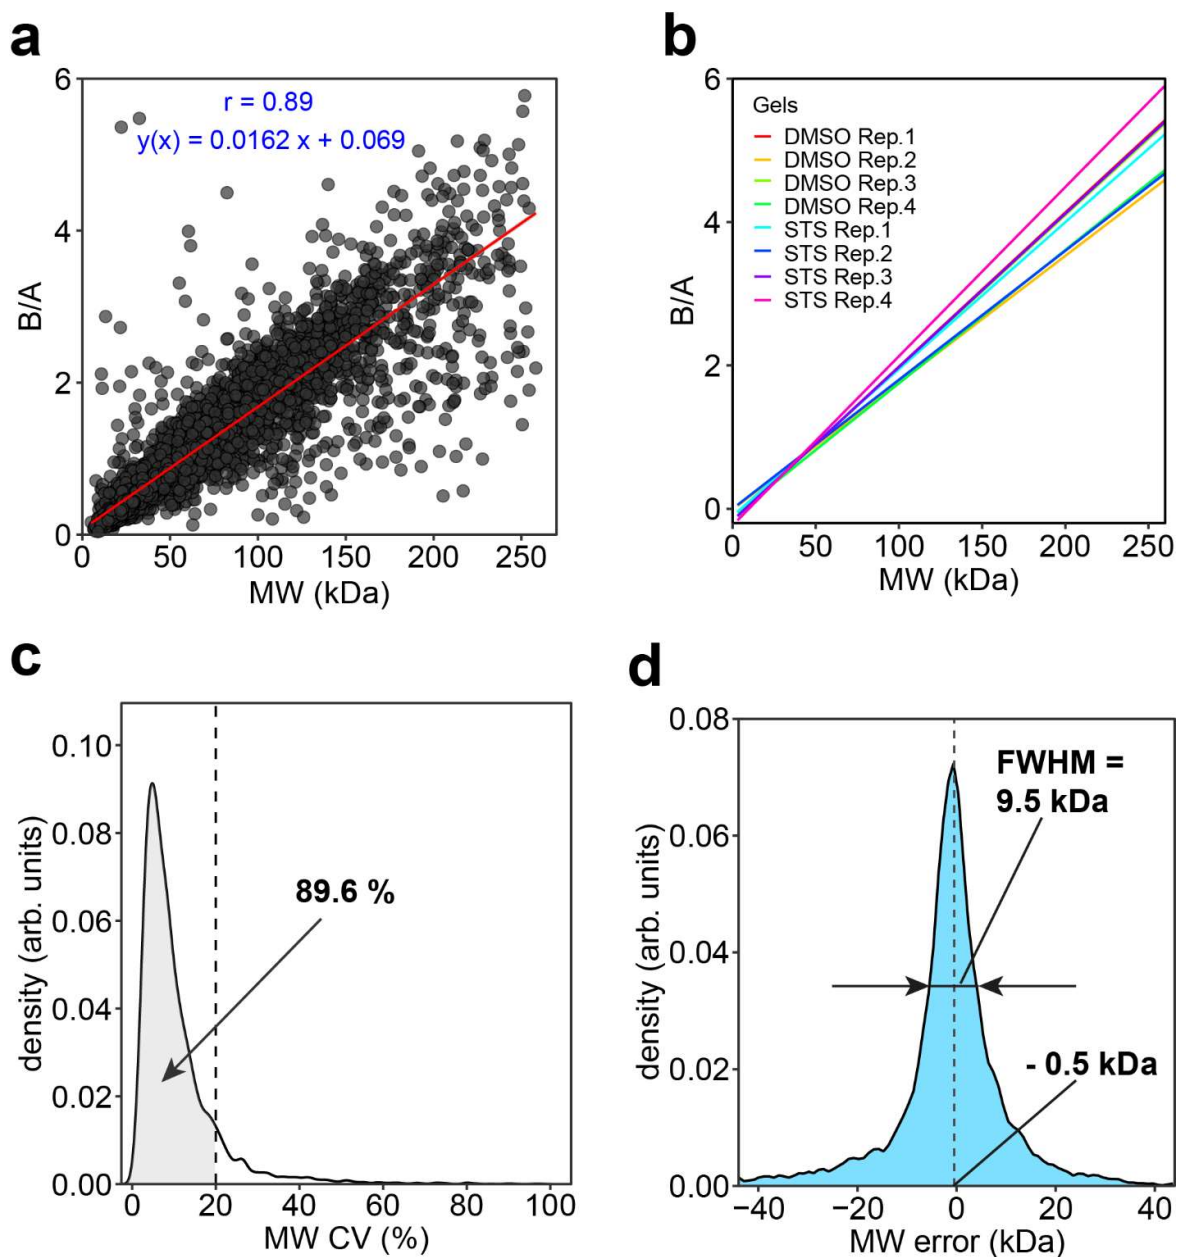 a
B/A
6
4
2
0
r = 0.89
y(x) = 0.0162 x + 0.069
0 50 100 150 200 250
MW (kDa)
b
B/A
6
4
2
0
Gels
DMSO Rep.1
DMSO Rep.2
DMSO Rep.3
DMSO Rep.4
STS Rep.1
STS Rep.2
STS Rep.3
STS Rep.4
0 50 100 150 200 250
MW (kDa)
c
density (arb. units)
0.10
0.08
0.06
0.04
0.02
0.00
89.6 %
0 20 40 60 80 100
MW CV (%)
d
density (arb. units)
0.08
0.06
0.04
0.02
0.00
FWHM =
9.5 kDa
- 0.5 kDa
−40 −20 0 20 40
MW error (kDa)